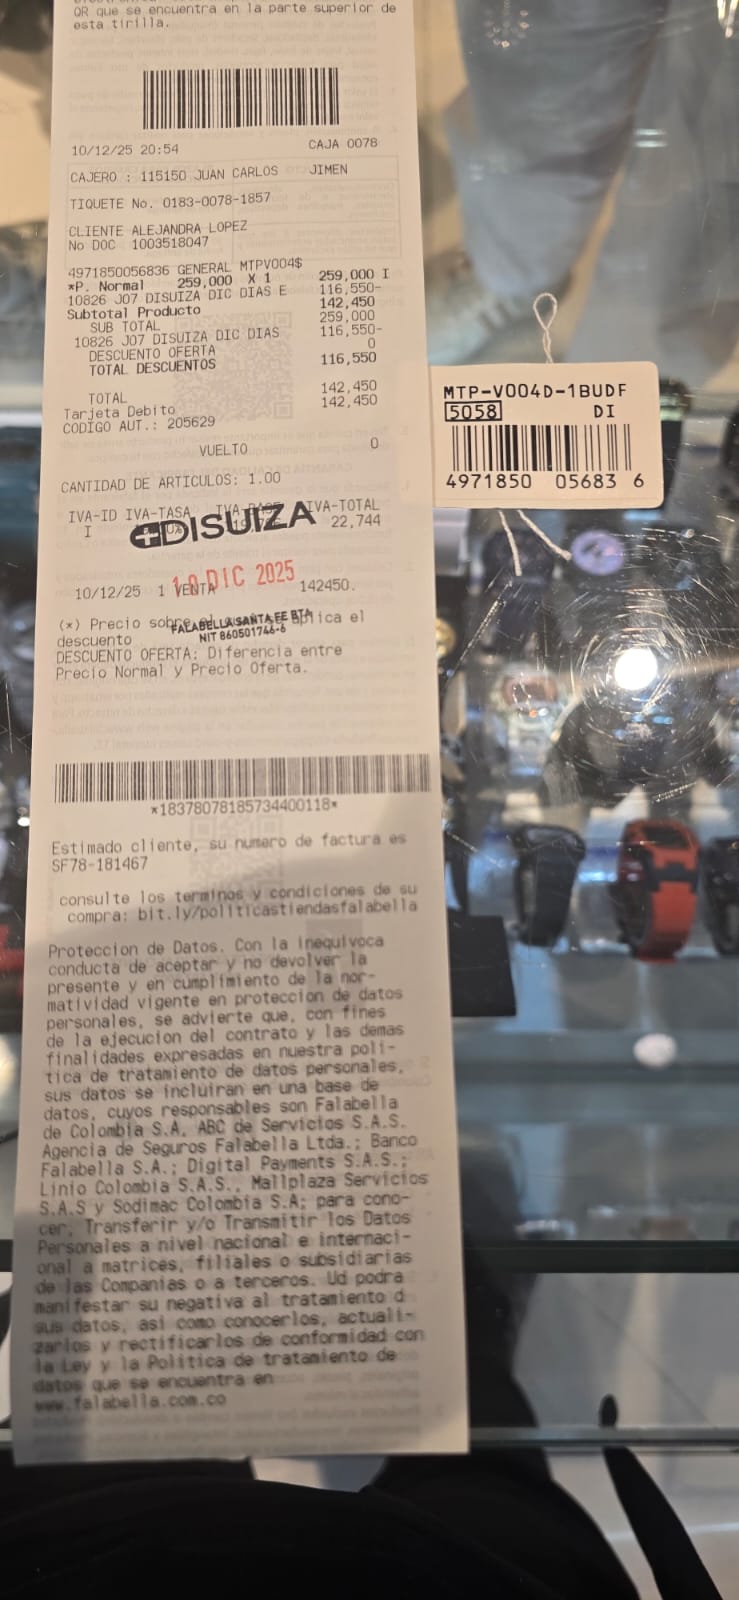 QR que se encuentra en la parte superior de
esta tirilla.
10/12/25 20:54 CAJA 0078
CAJERO : 115150 JUAN CARLOS JIMEN
TIQUETE No. 0183-0078-1857
CLIENTE ALEJANDRA LOPEZ
No DOC 1003518047
4971850056836 GENERAL MTPV004$ 259,000 I
*P. Normal 259,000 X 1
10826 J07 DISUIZA DIC DIAS E 116,550-
Subtotal Producto 142,450
SUB TOTAL 259,000
10826 J07 DISUIZA DIC DIAS 116,550-
DESCUENTO OFERTA 0
TOTAL DESCUENTOS 116,550
TOTAL 142,450
Tarjeta Debito 142,450
CODIGO AUT.: 205629
VUELTO 0
CANTIDAD DE ARTICULOS: 1.00
IVA-ID IVA-TASA IVA-TOTAL
I 22,744
DISUIZA
10 DIC 2025
10/12/25 1 VENTA 142450.
FALABELLA SANTA FE BTA
NIT 860501746-6
(*) Precio sobre el aplica el
descuento
DESCUENTO OFERTA: Diferencia entre
Precio Normal y Precio Oferta.
*18378078185734400118*
Estimado cliente, su numero de factura es
SF78-181467
consulte los terminos y condiciones de su
compra: bit.ly/politicastiendasfalabella
Proteccion de Datos. Con la inequivoca
conducta de aceptar y no devolver la
presente y en cumplimiento de la nor-
matividad vigente en proteccion de datos
personales, se advierte que, con fines
de la ejecucion del contrato y las demas
finalidades expresadas en nuestra poli-
tica de tratamiento de datos personales,
sus datos se incluiran en una base de
datos, cuyos responsables son Falabella
de Colombia S.A, ABC de Servicios S.A.S.
Agencia de Seguros Falabella Ltda.; Banco
Falabella S.A.; Digital Payments S.A.S.;
Linio Colombia S.A.S., Mallplaza Servicios
S.A.S y Sodimac Colombia S.A; para cono-
cer, Transferir y/o Transmitir los Datos
Personales a nivel nacional e internaci-
onal a matrices, filiales o subsidiarias
de las Companias o a terceros. Ud podra
manifestar su negativa al tratamiento d
sus datos, asi como conocerlos, actuali-
zarlos y rectificarlos de conformidad con
la Ley y la Politica de tratamiento de
datos que se encuentra en
www.falabella.com.co
MTP-V004D-1BUDF
5058 DI
4971850 05683 6